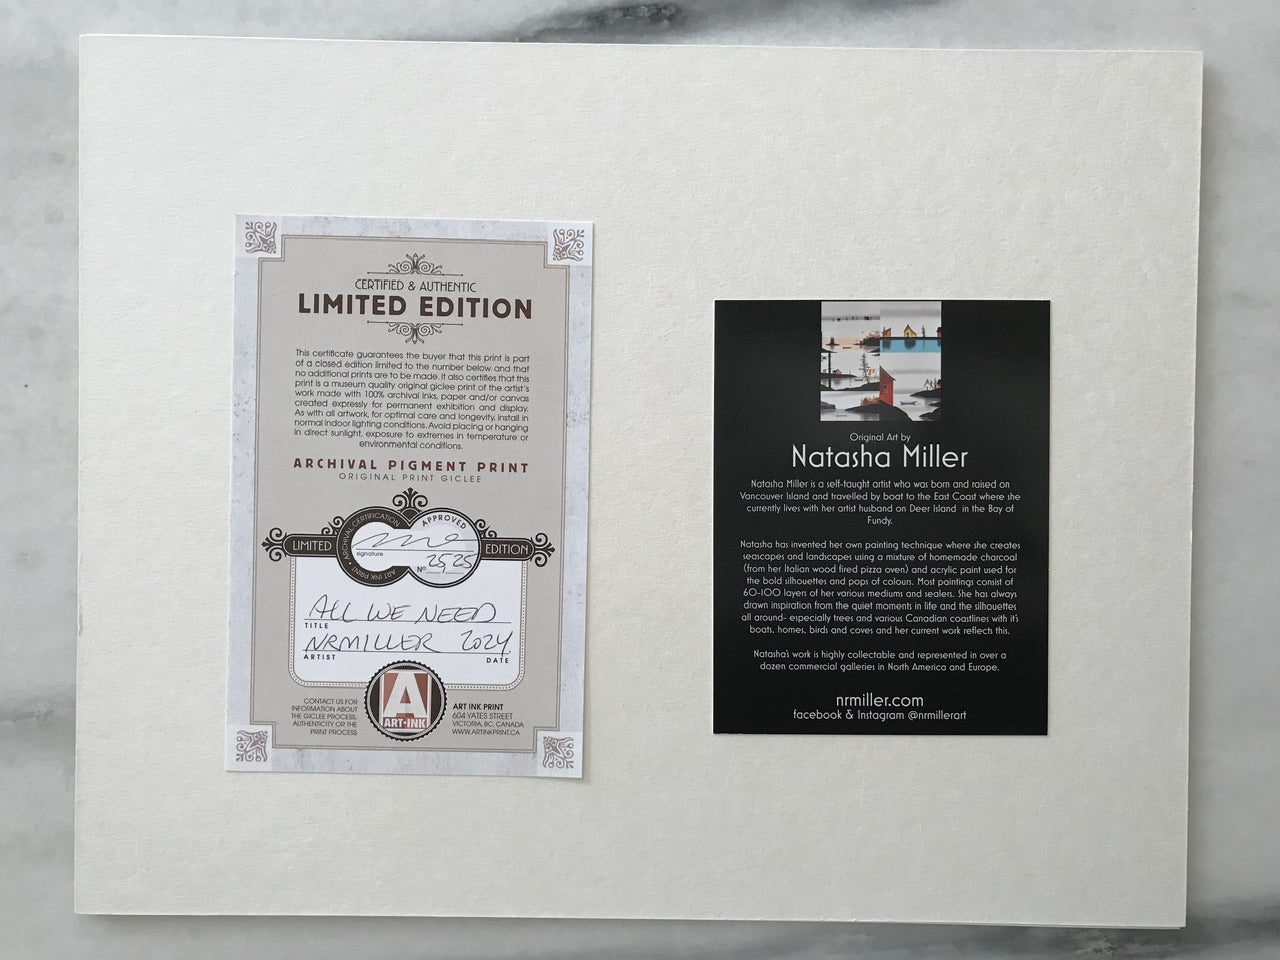 CERTIFIED & AUTHENTIC
LIMITED EDITION
This certificate guarantees the buyer that this print is part
of a closed edition limited to the number below and that
no additional prints are to be made. It also certifies that this
print is a museum quality original giclee print of the artist's
work made with 100% archival inks, paper and/or canvas
created expressly for permanent exhibition and display.
As with all artwork, for optimal care and longevity, install in
normal indoor lighting conditions. Avoid placing or hanging
in direct sunlight, exposure to extremes in temperature or
environmental conditions.
ARCHIVAL PIGMENT PRINT
ORIGINAL PRINT GICLEE
ART INK PRINT • ARCHIVAL CERTIFICATION
APPROVED
LIMITED
signature
Nº 25/25
EDITION
ALL WE NEED
TITLE
NRMILLER 2024.
ARTIST DATE
CONTACT US FOR
INFORMATION ABOUT
THE GICLEE PROCESS,
AUTHENTICITY OR THE
PRINT PROCESS
A
ART-INK
ART INK PRINT
604 YATES STREET
VICTORIA, BC, CANADA
WWW.ARTINKPRINT.CA
Original Art by
Natasha Miller
Natasha Miller is a self-taught artist who was born and raised on
Vancouver Island and travelled by boat to the East Coast where she
currently lives with her artist husband on Deer Island in the Bay of
Fundy.
Natasha has invented her own painting technique where she creates
seascapes and landscapes using a mixture of homemade charcoal
(from her Italian wood fired pizza oven) and acrylic paint used for
the bold silhouettes and pops of colours. Most paintings consist of
60-100 layers of her various mediums and sealers. She has always
drawn inspiration from the quiet moments in life and the silhouettes
all around- especially trees and various Canadian coastlines with it's
boats, homes, birds and coves and her current work reflects this.
Natasha's work is highly collectable and represented in over a
dozen commercial galleries in North America and Europe.
nrmiller.com
facebook & Instagram @nrmillerart